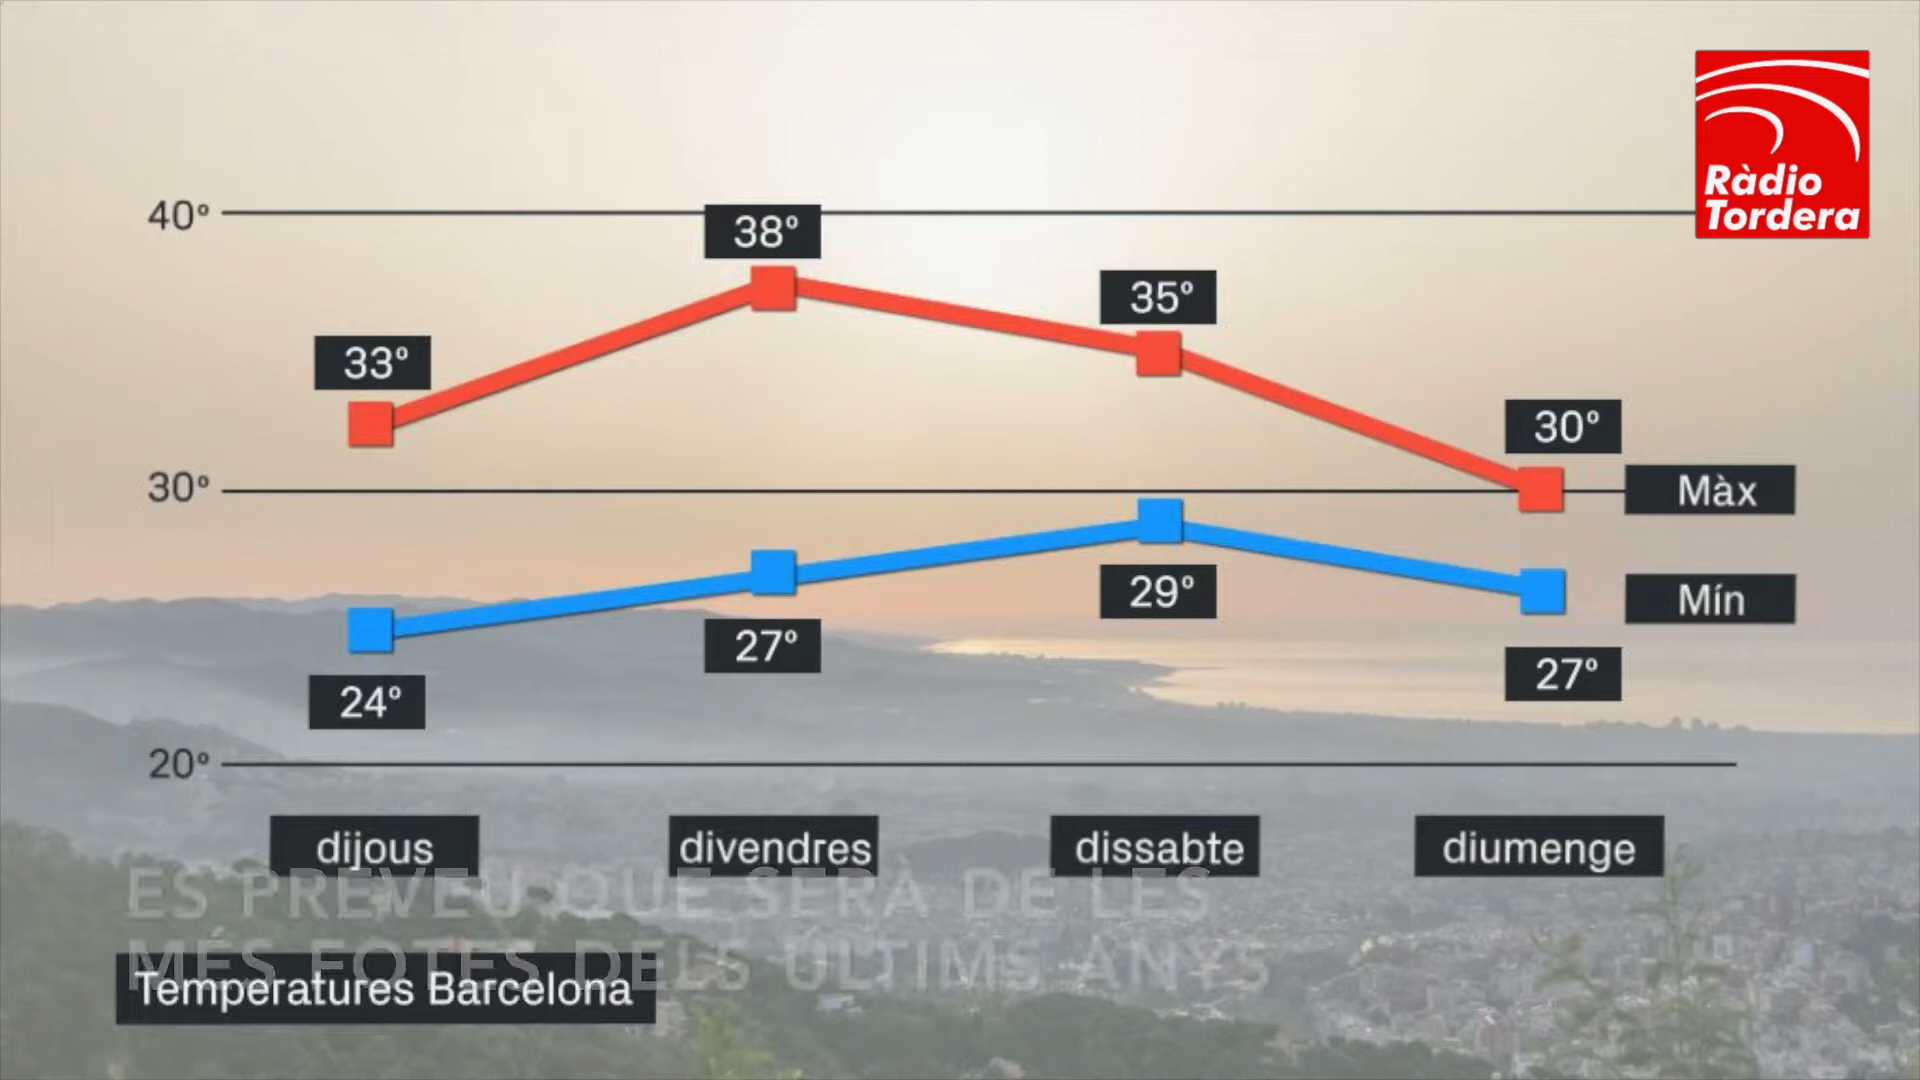 Ràdio
Tordera
40º
38º
35º
33º
30º
30º
Màx
Mín
29º
27º
27º
24º
20º
dijous
divendres
dissabte
diumenge
ES PREVEU QUE SERÀ DE LES
MÉS FOTES DELS ÚLTIMS ANYS
Temperatures Barcelona